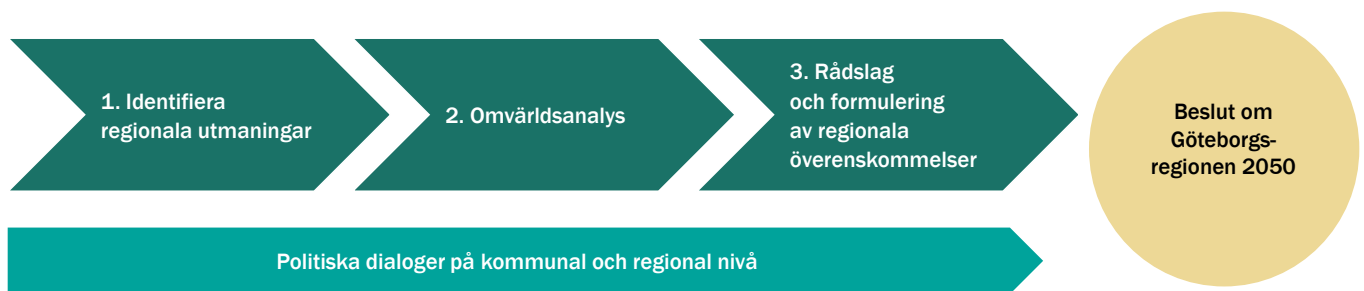 1. Identifiera
regionala utmaningar
2. Omvärldsanalys
3. Rådslag
och formulering
av regionala
överenskommelser
Beslut om
Göteborgs-
regionen 2050
Politiska dialoger på kommunal och regional nivå